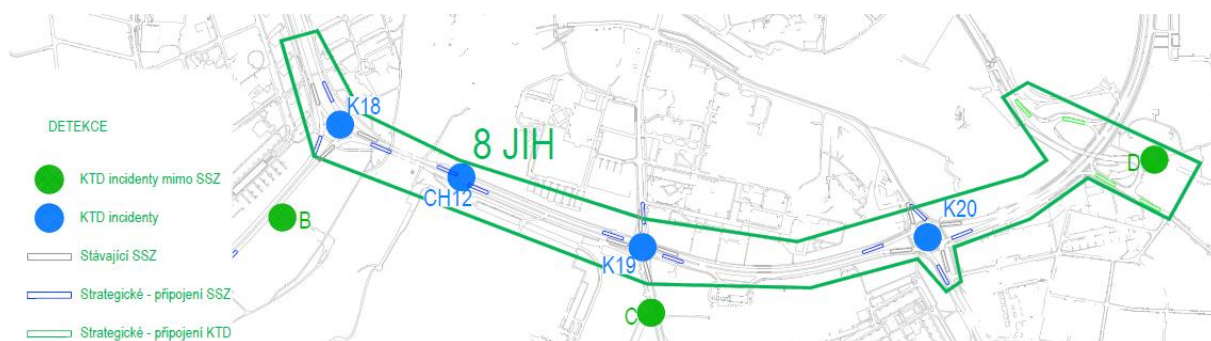 DETEKCE
KTD incidenty mimo SSZ
KTD incidenty
Stávající SSZ
Strategické - připojení SSZ
Strategické - připojení KTD
K18
8 JIH
CH12
B
K19
C
K20
D